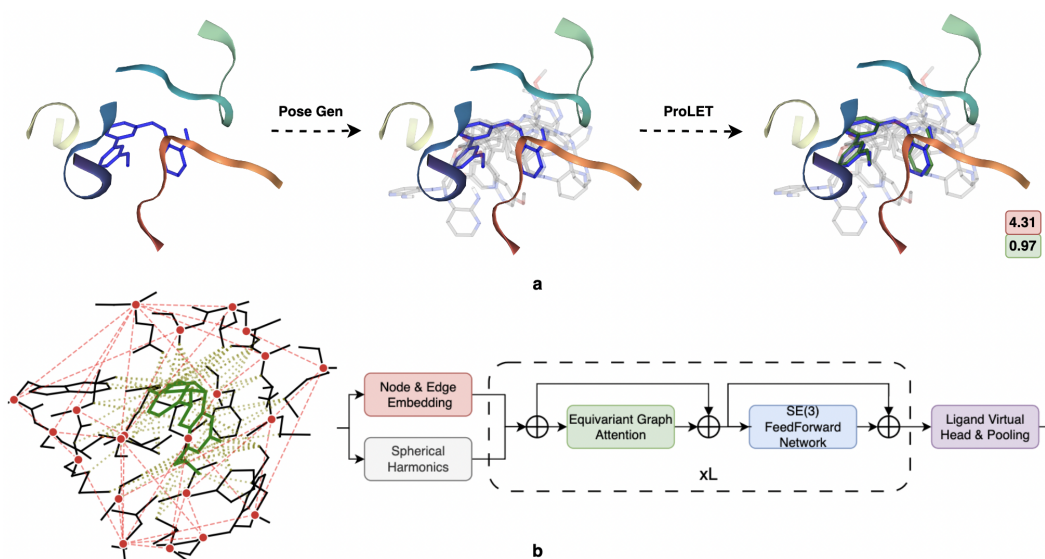 Pose Gen
ProLET
4.31
0.97
a
Node & Edge
Embedding
Spherical
Harmonics
Equivariant Graph
Attention
SE(3)
FeedForward
Network
xL
Ligand Virtual
Head & Pooling
b